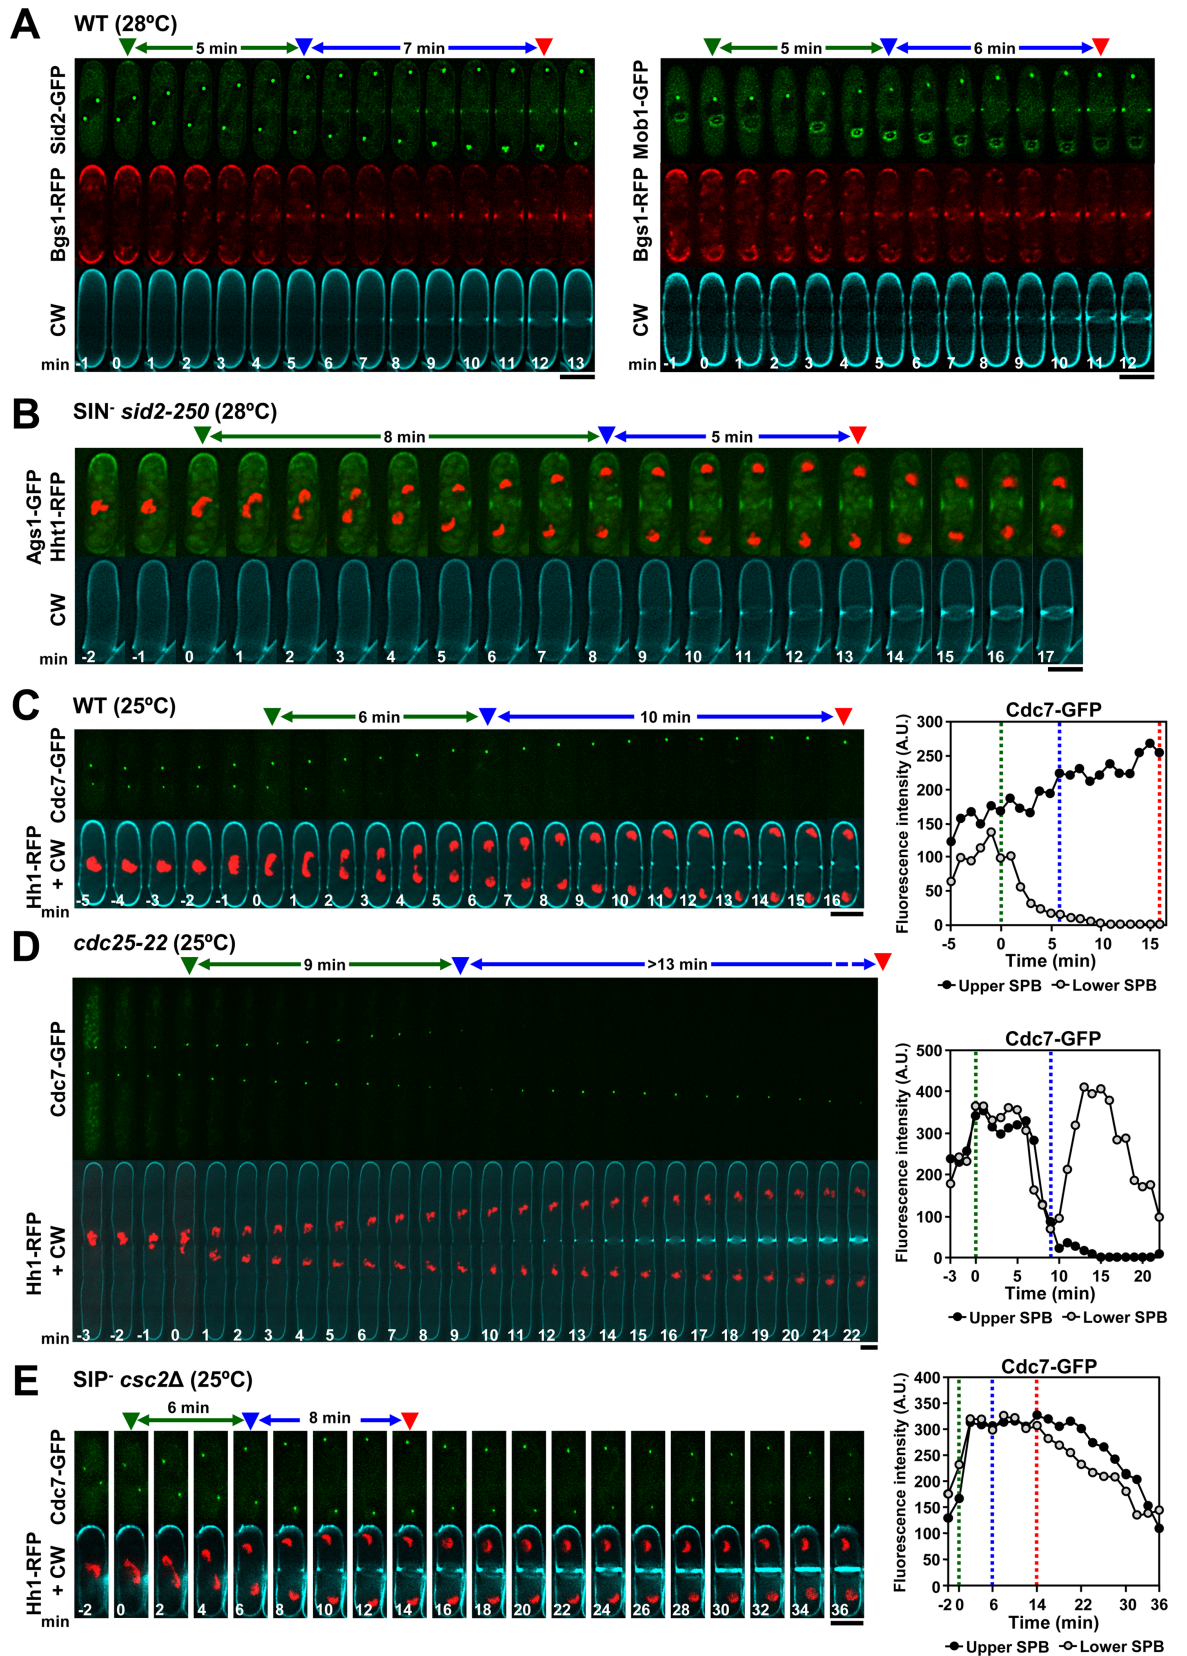 A
WT (28ºC)
5 min
7 min
5 min
6 min
Sid2-GFP
Bgs1-RFP
CW
min
-1 0 1 2 3 4 5 6 7 8 9 10 11 12 13
Mob1-GFP
Bgs1-RFP
CW
min
-1 0 1 2 3 4 5 6 7 8 9 10 11 12
B
SIN- sid2-250 (28ºC)
8 min
5 min
Ags1-GFP
Hht1-RFP
CW
min
-2 -1 0 1 2 3 4 5 6 7 8 9 10 11 12 13 14 15 16 17
C
WT (25ºC)
6 min
10 min
Cdc7-GFP
Hh1-RFP
+ CW
min
-5 -4 -3 -2 -1 0 1 2 3 4 5 6 7 8 9 10 11 12 13 14 15 16
Cdc7-GFP
Fluorescence intensity (A.U.)
300
250
200
150
100
50
0
-5 0 5 10 15
Time (min)
Upper SPB Lower SPB
D
cdc25-22 (25ºC)
9 min
>13 min
Cdc7-GFP
Hh1-RFP
+ CW
min
-3 -2 -1 0 1 2 3 4 5 6 7 8 9 10 11 12 13 14 15 16 17 18 19 20 21 22
Cdc7-GFP
Fluorescence intensity (A.U.)
500
400
300
200
100
0
-3 0 5 10 15 20
Time (min)
Upper SPB Lower SPB
E
SIP- csc2Δ (25ºC)
6 min
8 min
Cdc7-GFP
Hh1-RFP
+ CW
min
-2 0 2 4 6 8 10 12 14 16 18 20 22 24 26 28 30 32 34 36
Cdc7-GFP
Fluorescence intensity (A.U.)
400
350
300
250
200
150
100
50
0
-2 0 6 14 22 30 36
Time (min)
Upper SPB Lower SPB